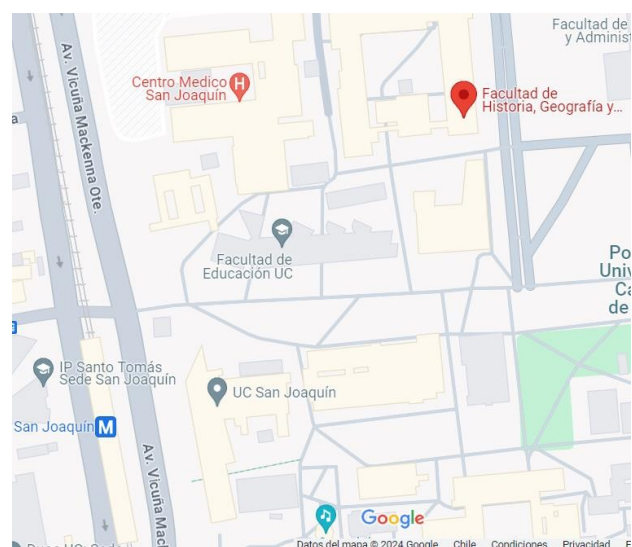 Facultad de
y Administ
Centro Medico
San Joaquín
H
Facultad de
Historia, Geografía y...
a
Av. Vicuña Mackenna Ote.
Facultad de
Educación UC
Po
Univ
Ca
de
IP Santo Tomás
Sede San Joaquín
UC San Joaquín
San Joaquín
M
Av. Vicuña Mac
Google
Datos del mapa © 2024 Google
Chile
Condiciones
Privacidad